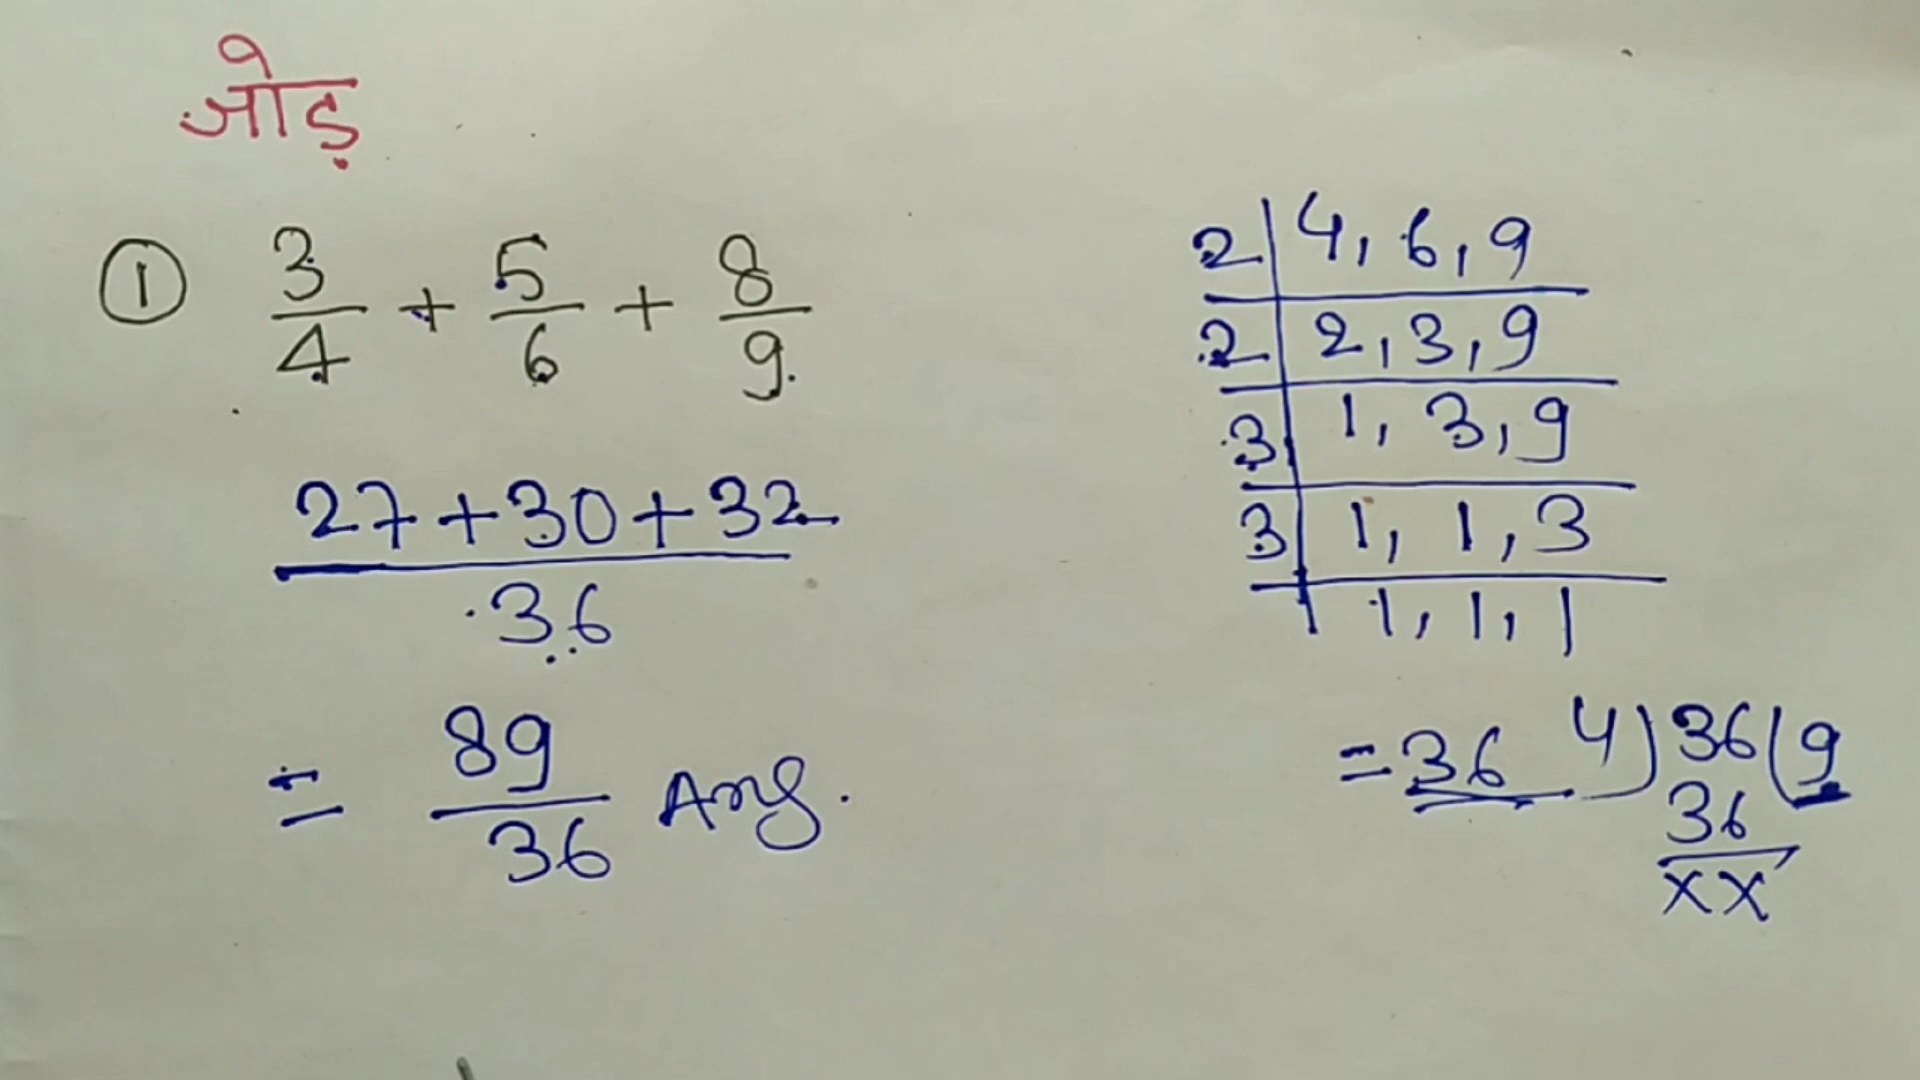 जोड़
① 3/4 + 5/6 + 8/9
27+30+32
36
= 89/36 Ans.
2 | 4, 6, 9
2 | 2, 3, 9
3 | 1, 3, 9
3 | 1, 1, 3
1, 1, 1
= 36
4) 36 (9
36
××